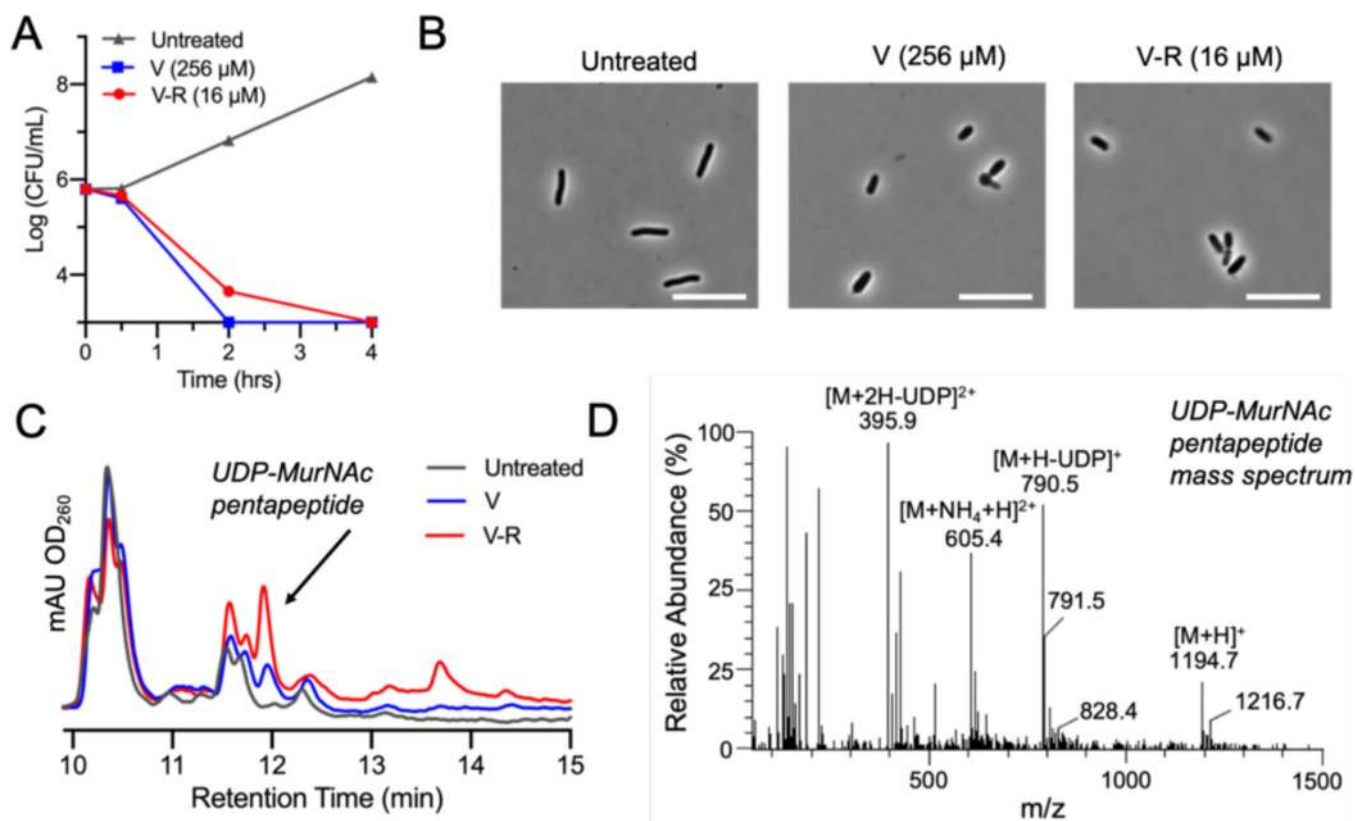 A
Untreated
V (256 μM)
V-R (16 μM)
Log (CFU/mL)
8
6
4
0 1 2 3 4
Time (hrs)
B
Untreated
V (256 μM)
V-R (16 μM)
C
mAU OD260
UDP-MurNAc
pentapeptide
Untreated
V
V-R
10 11 12 13 14 15
Retention Time (min)
D
Relative Abundance (%)
100
50
25
25
0
[M+2H-UDP]2+
395.9
[M+NH4+H]2+
605.4
[M+H-UDP]+
790.5
791.5
828.4
[M+H]+
1194.7
1216.7
UDP-MurNAc
pentapeptide
mass spectrum
500 1000 1500
m/z